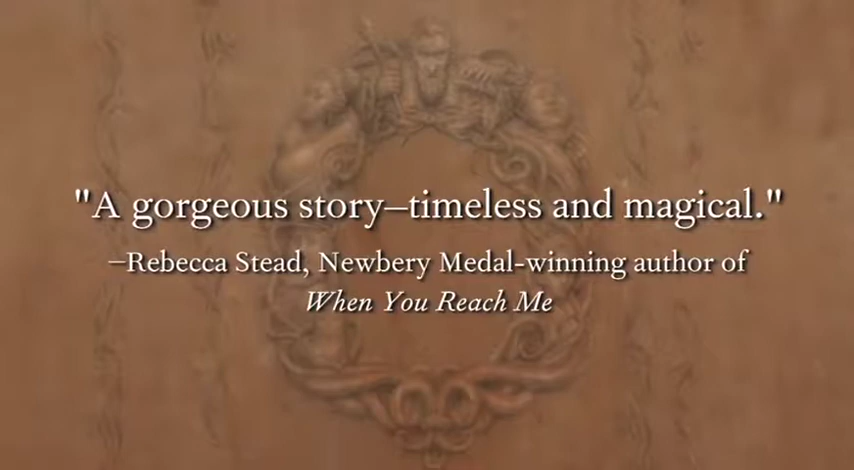 "A gorgeous story—timeless and magical."
—Rebecca Stead, Newbery Medal-winning author of
When You Reach Me